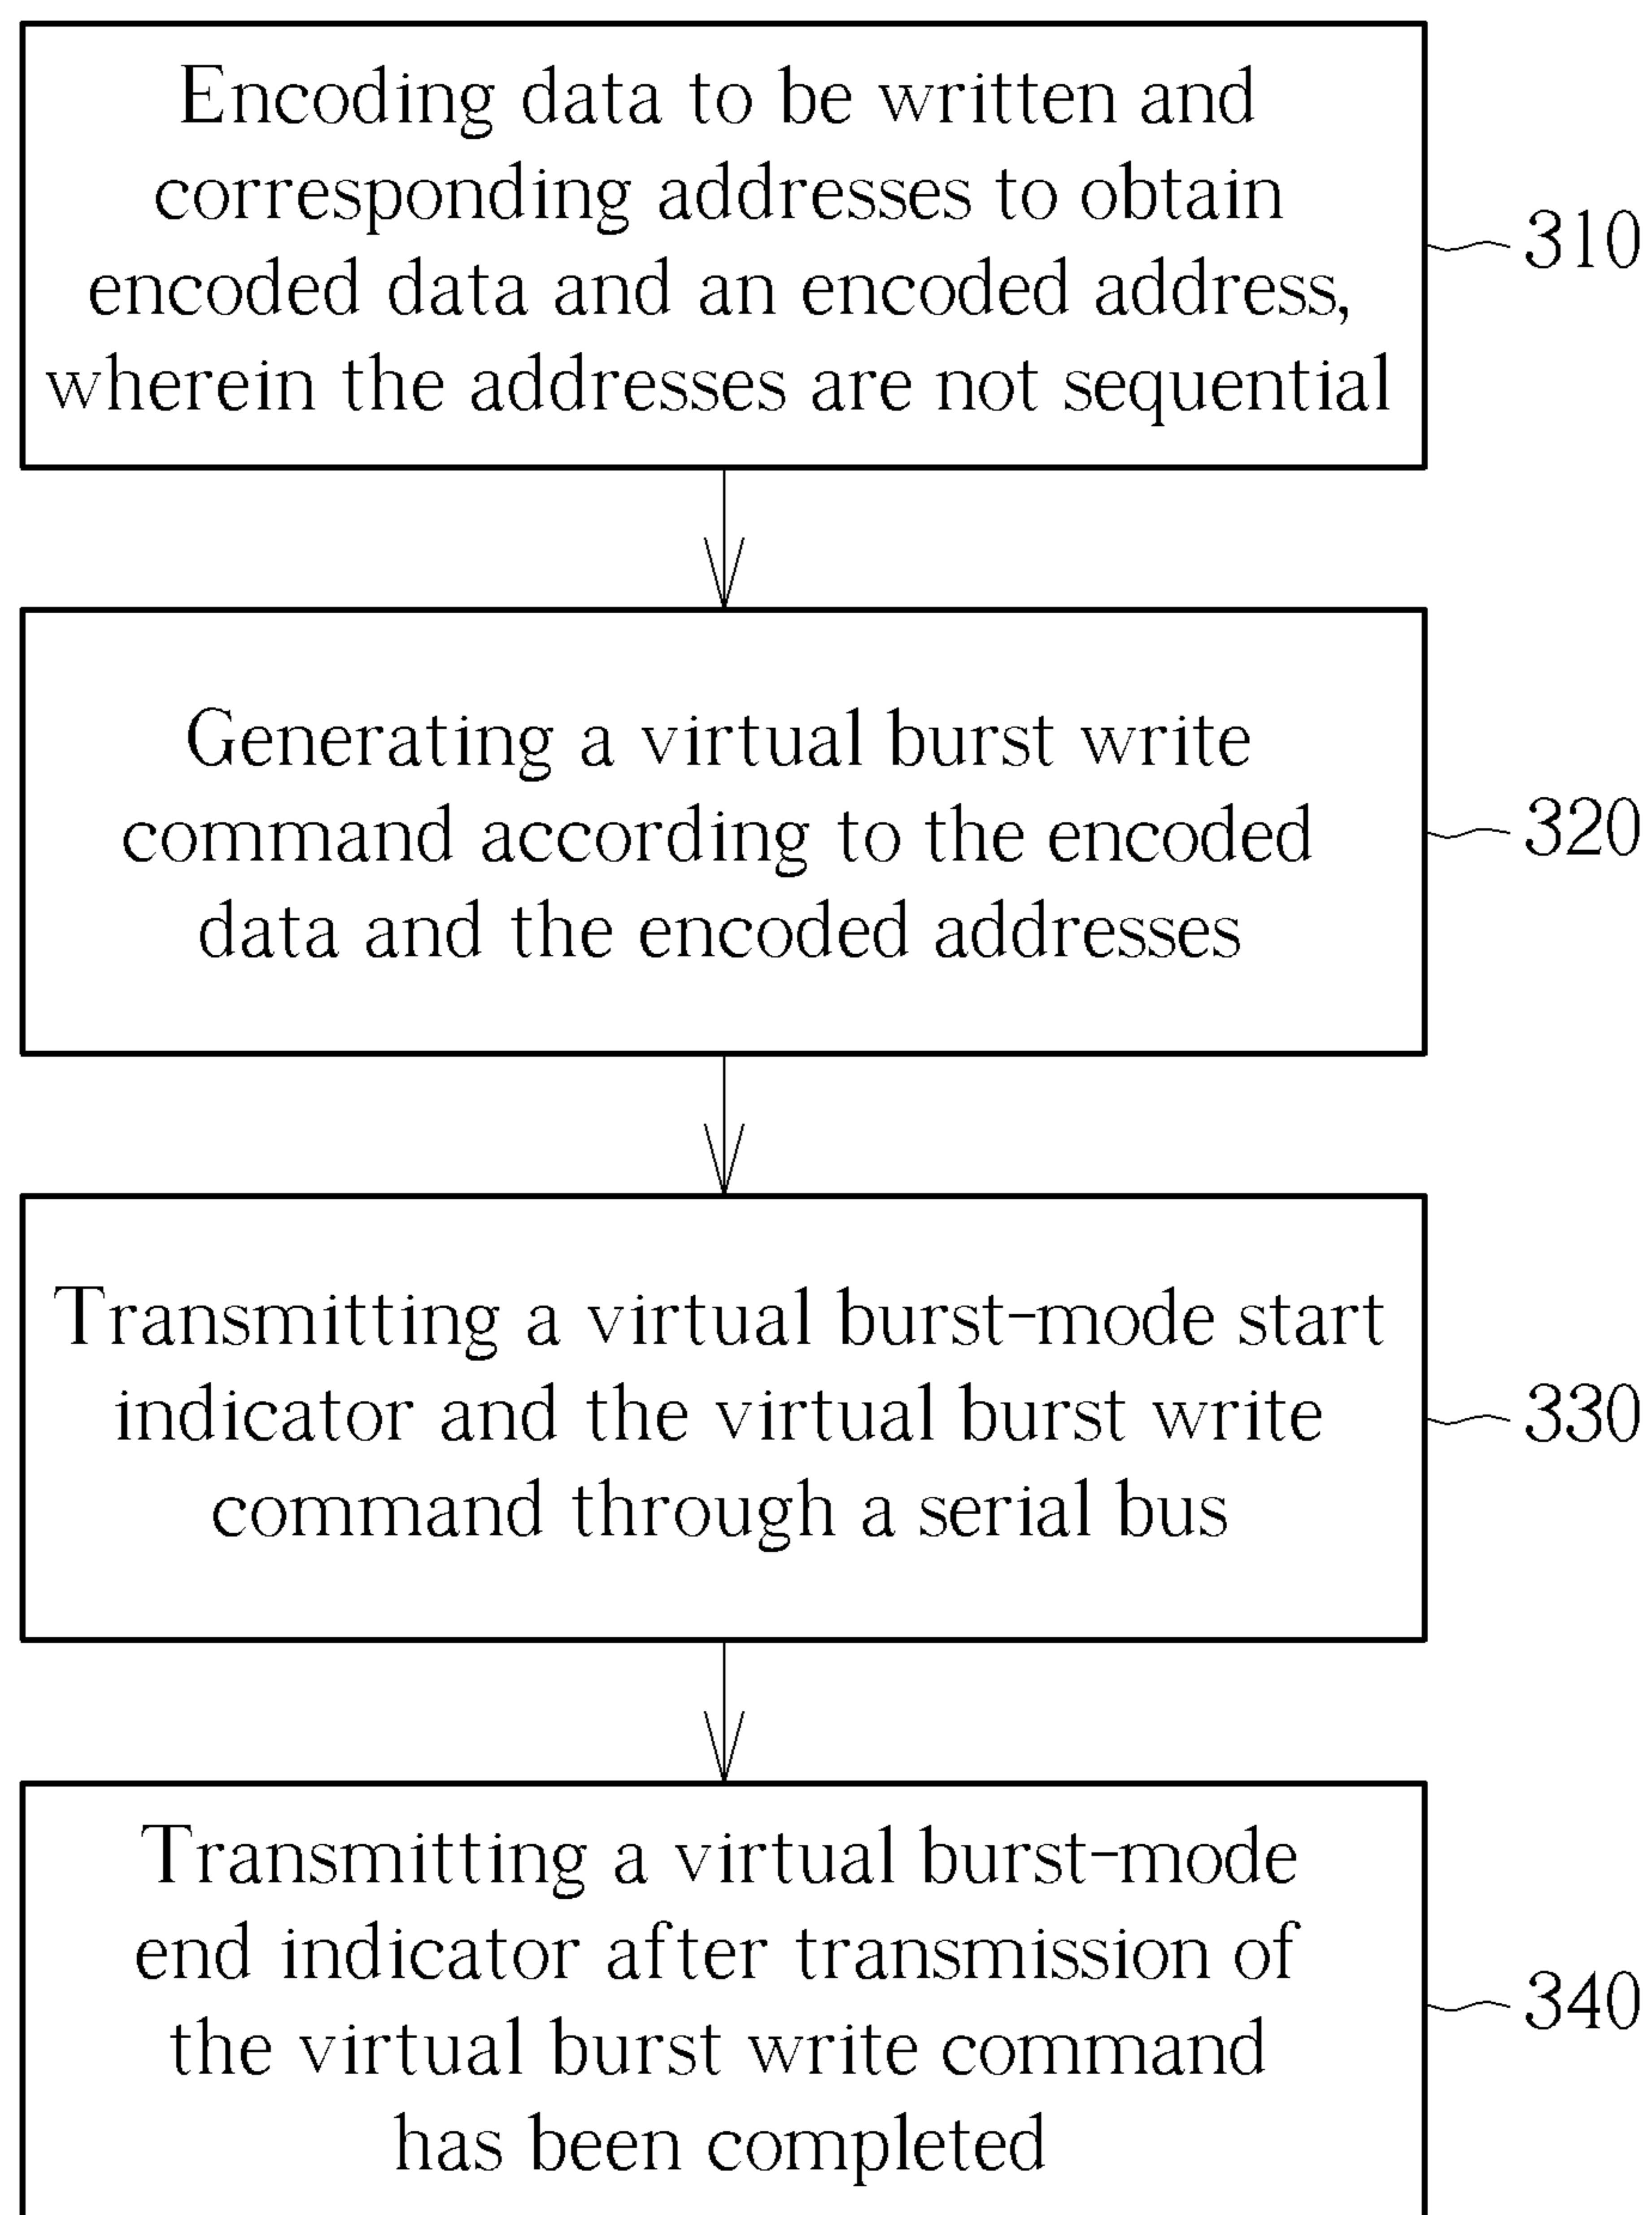 Encoding data to be written and
corresponding addresses to obtain
encoded data and an encoded address,
wherein the addresses are not sequential
310
Generating a virtual burst write
command according to the encoded
data and the encoded addresses
320
Transmitting a virtual burst-mode start
indicator and the virtual burst write
command through a serial bus
330
Transmitting a virtual burst-mode
end indicator after transmission of
the virtual burst write command
has been completed
340